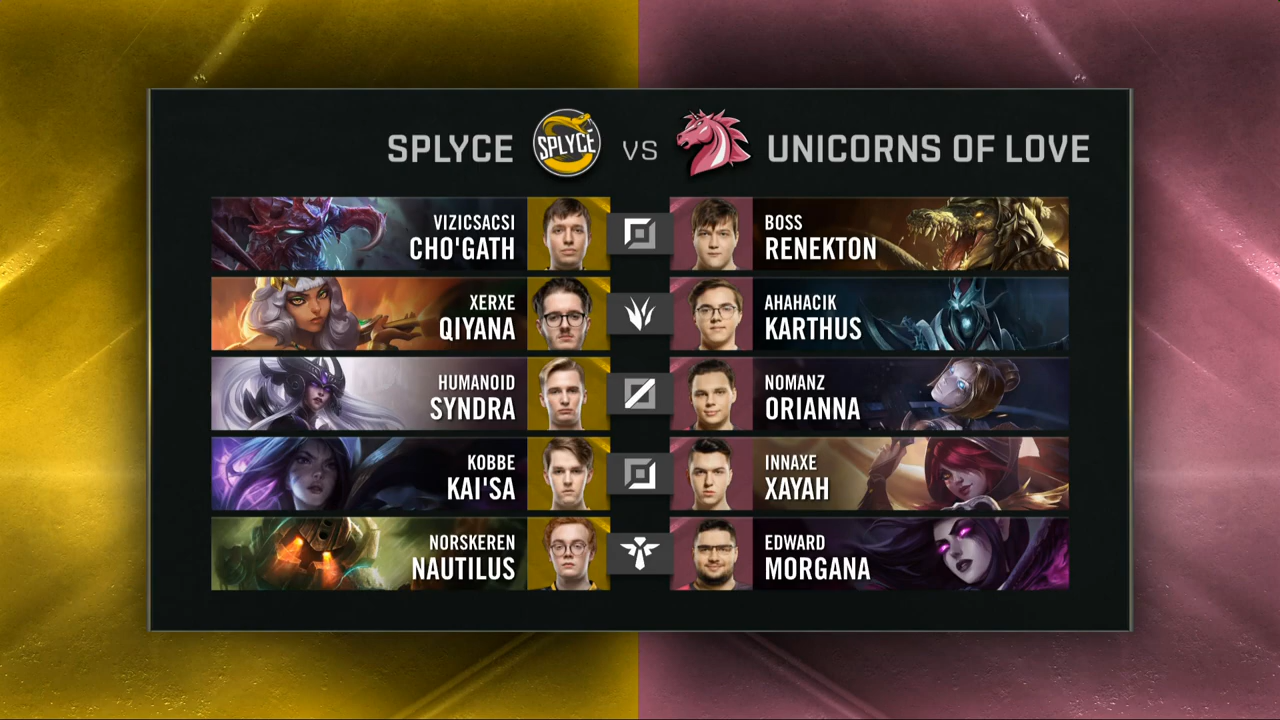 SPLYCE SPLYCE VS UNICORNS OF LOVE
VIZICSACSI
CHO'GATH
BOSS
RENEKTON
XERXE
QIYANA
AHAHACIK
KARTHUS
HUMANOID
SYNDRA
NOMANZ
ORIANNA
KOBBE
KAI'SA
INNAXE
XAYAH
NORSKEREN
NAUTILUS
EDWARD
MORGANA